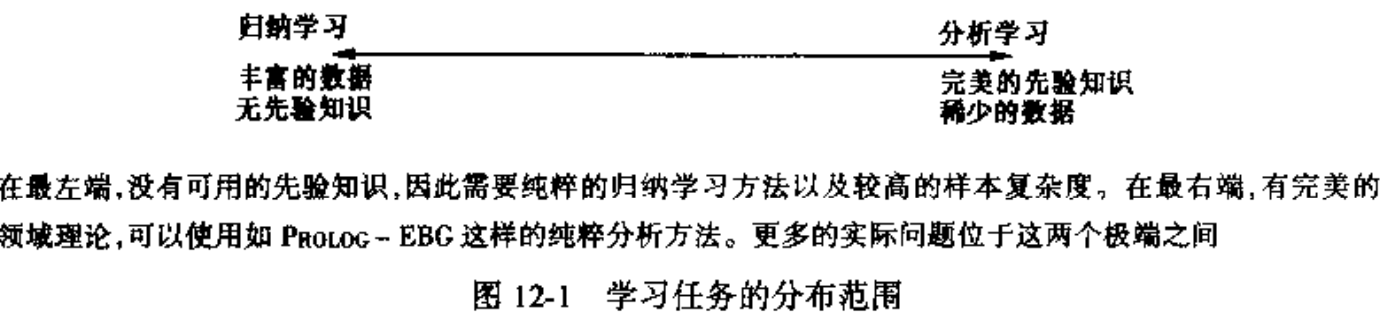 归纳学习
分析学习
丰富的数据
完美的先验知识
无先验知识
稀少的数据
在最左端,没有可用的先验知识,因此需要纯粹的归纳学习方法以及较高的样本复杂度。在最右端,有完美的
领域理论,可以使用如 PROLOG-EBG 这样的纯粹分析方法。更多的实际问题位于这两个极端之间
图 12-1 学习任务的分布范围